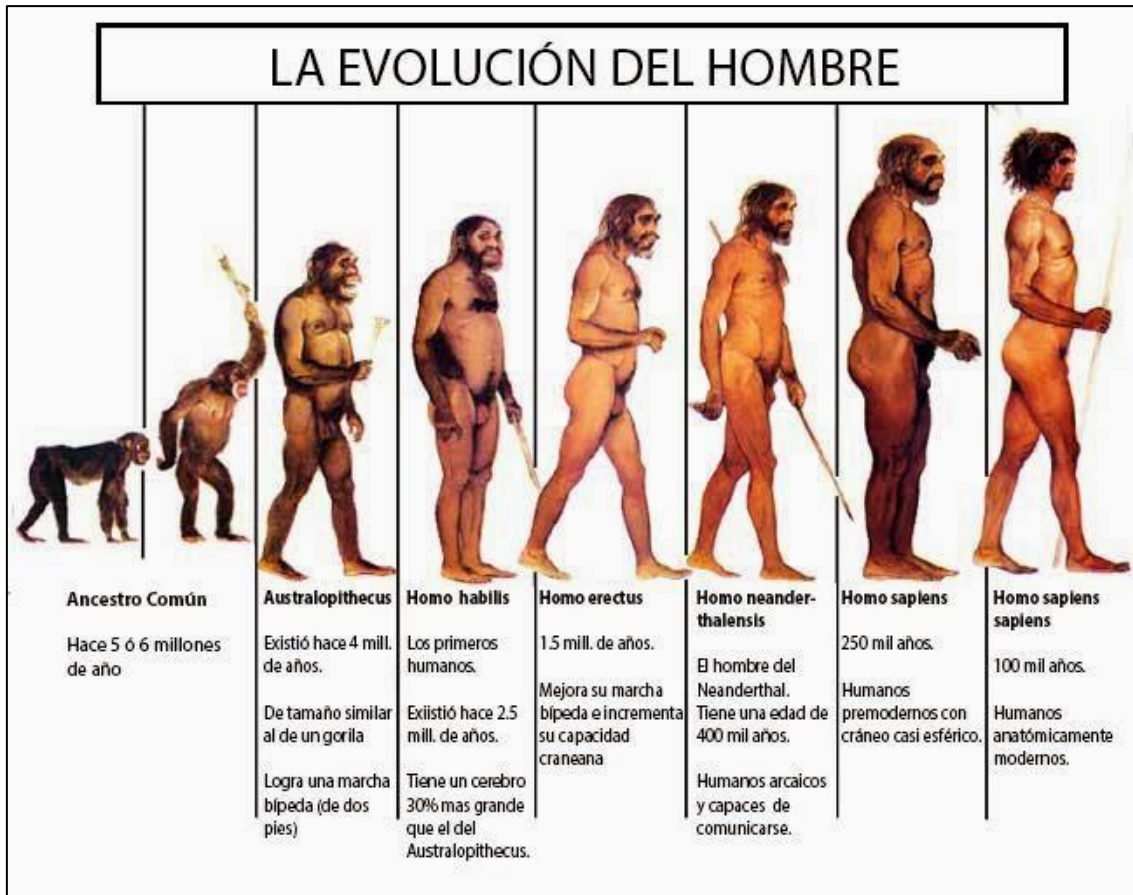 LA EVOLUCIÓN DEL HOMBRE
Ancestro Común
Hace 5 ó 6 millones
de año
Australopithecus
Existió hace 4 mill.
de años.
De tamaño similar
al de un gorila
Logra una marcha
bípeda (de dos
pies)
Homo habilis
Los primeros
humanos.
Exiistió hace 2.5
mill. de años.
Tiene un cerebro
30% mas grande
que el del
Australopithecus.
Homo erectus
1.5 mill. de años.
Mejora su marcha
bípeda e incrementa
su capacidad
craneana
Homo neander-
thalensis
El hombre del
Neanderthal.
Tiene una edad de
400 mil años.
Humanos arcaicos
y capaces de
comunicarse.
Homo sapiens
250 mil años.
Humanos
premodernos con
cráneo casi esférico.
Homo sapiens
sapiens
100 mil años.
Humanos
anatómicamente
modernos.